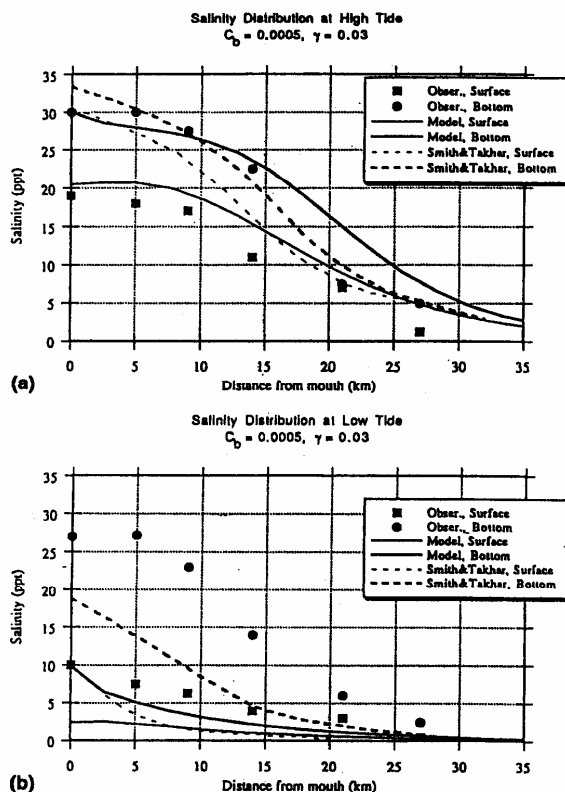 Salinity Distribution at High Tide
C_b = 0.0005, γ = 0.03
35
30
25
20
15
10
5
0
Salinity (ppt)
Obser., Surface
Obser., Bottom
Model, Surface
Model, Bottom
Smith&Takhar, Surface
Smith&Takhar, Bottom
0 5 10 15 20 25 30 35
(a)
Distance from mouth (km)
Salinity Distribution at Low Tide
C_b = 0.0005, γ = 0.03
35
30
25
20
15
10
5
0
Salinity (ppt)
Obser., Surface
Obser., Bottom
Model, Surface
Model, Bottom
Smith&Takhar, Surface
Smith&Takhar, Bottom
0 5 10 15 20 25 30 35
(b)
Distance from mouth (km)